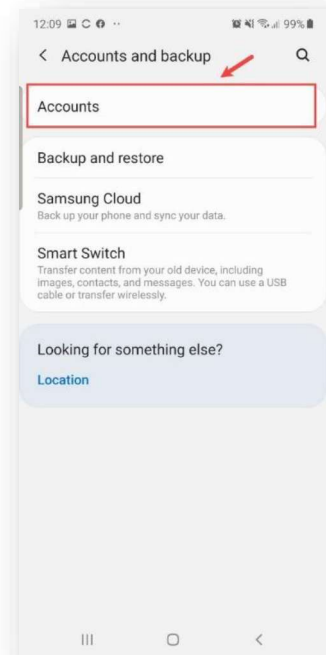 12:09 99%
Accounts and backup
Accounts
Backup and restore
Samsung Cloud
Back up your phone and sync your data.
Smart Switch
Transfer content from your old device, including
images, contacts, and messages. You can use a USB
cable or transfer wirelessly.
Looking for something else?
Location